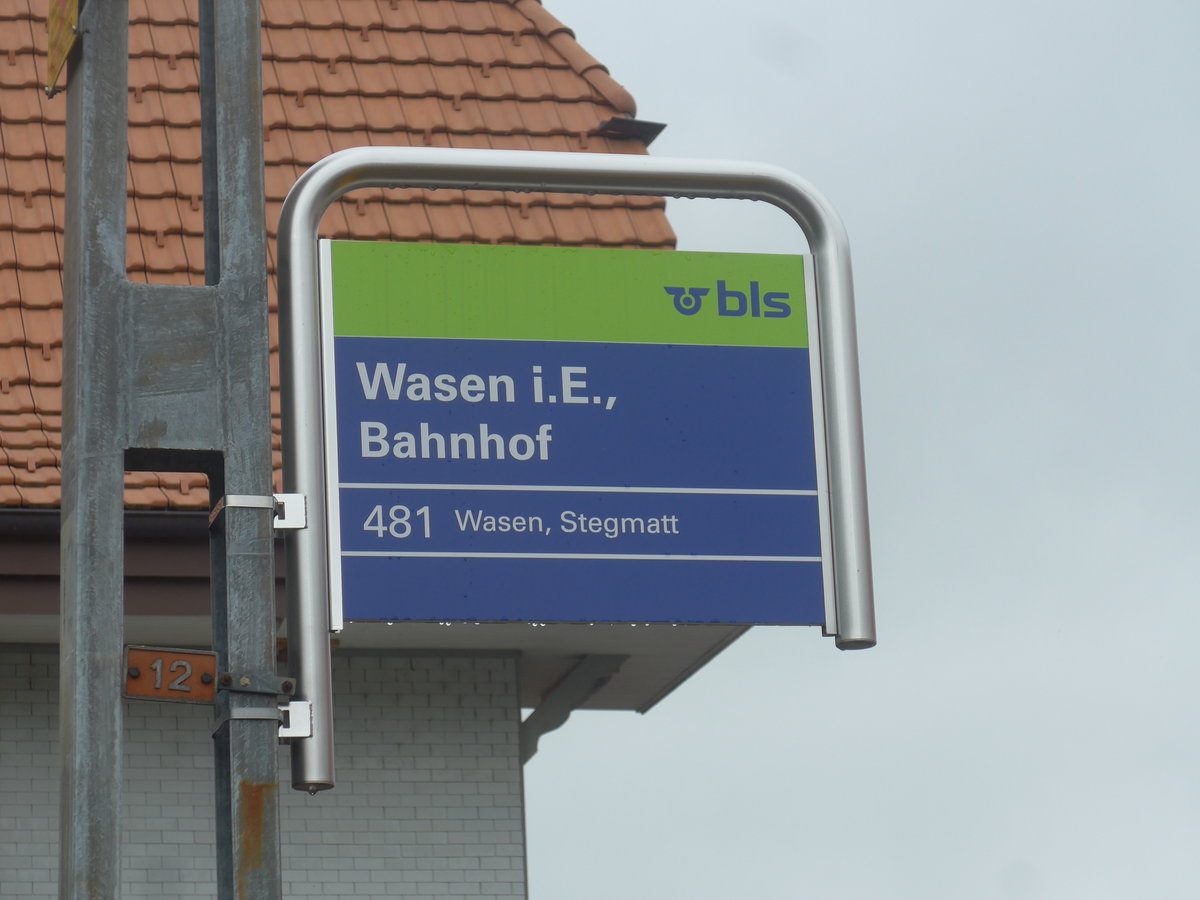 bls
Wasen i.E.,
Bahnhof
481 Wasen, Stegmatt
12